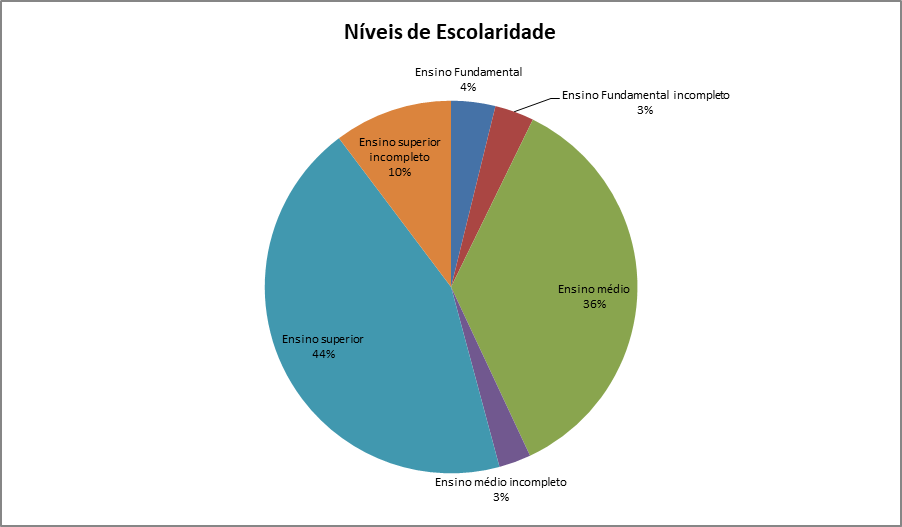 Níveis de Escolaridade
Ensino Fundamental
4%
Ensino Fundamental incompleto
3%
Ensino médio
36%
Ensino médio incompleto
3%
Ensino superior
44%
Ensino superior
incompleto
10%